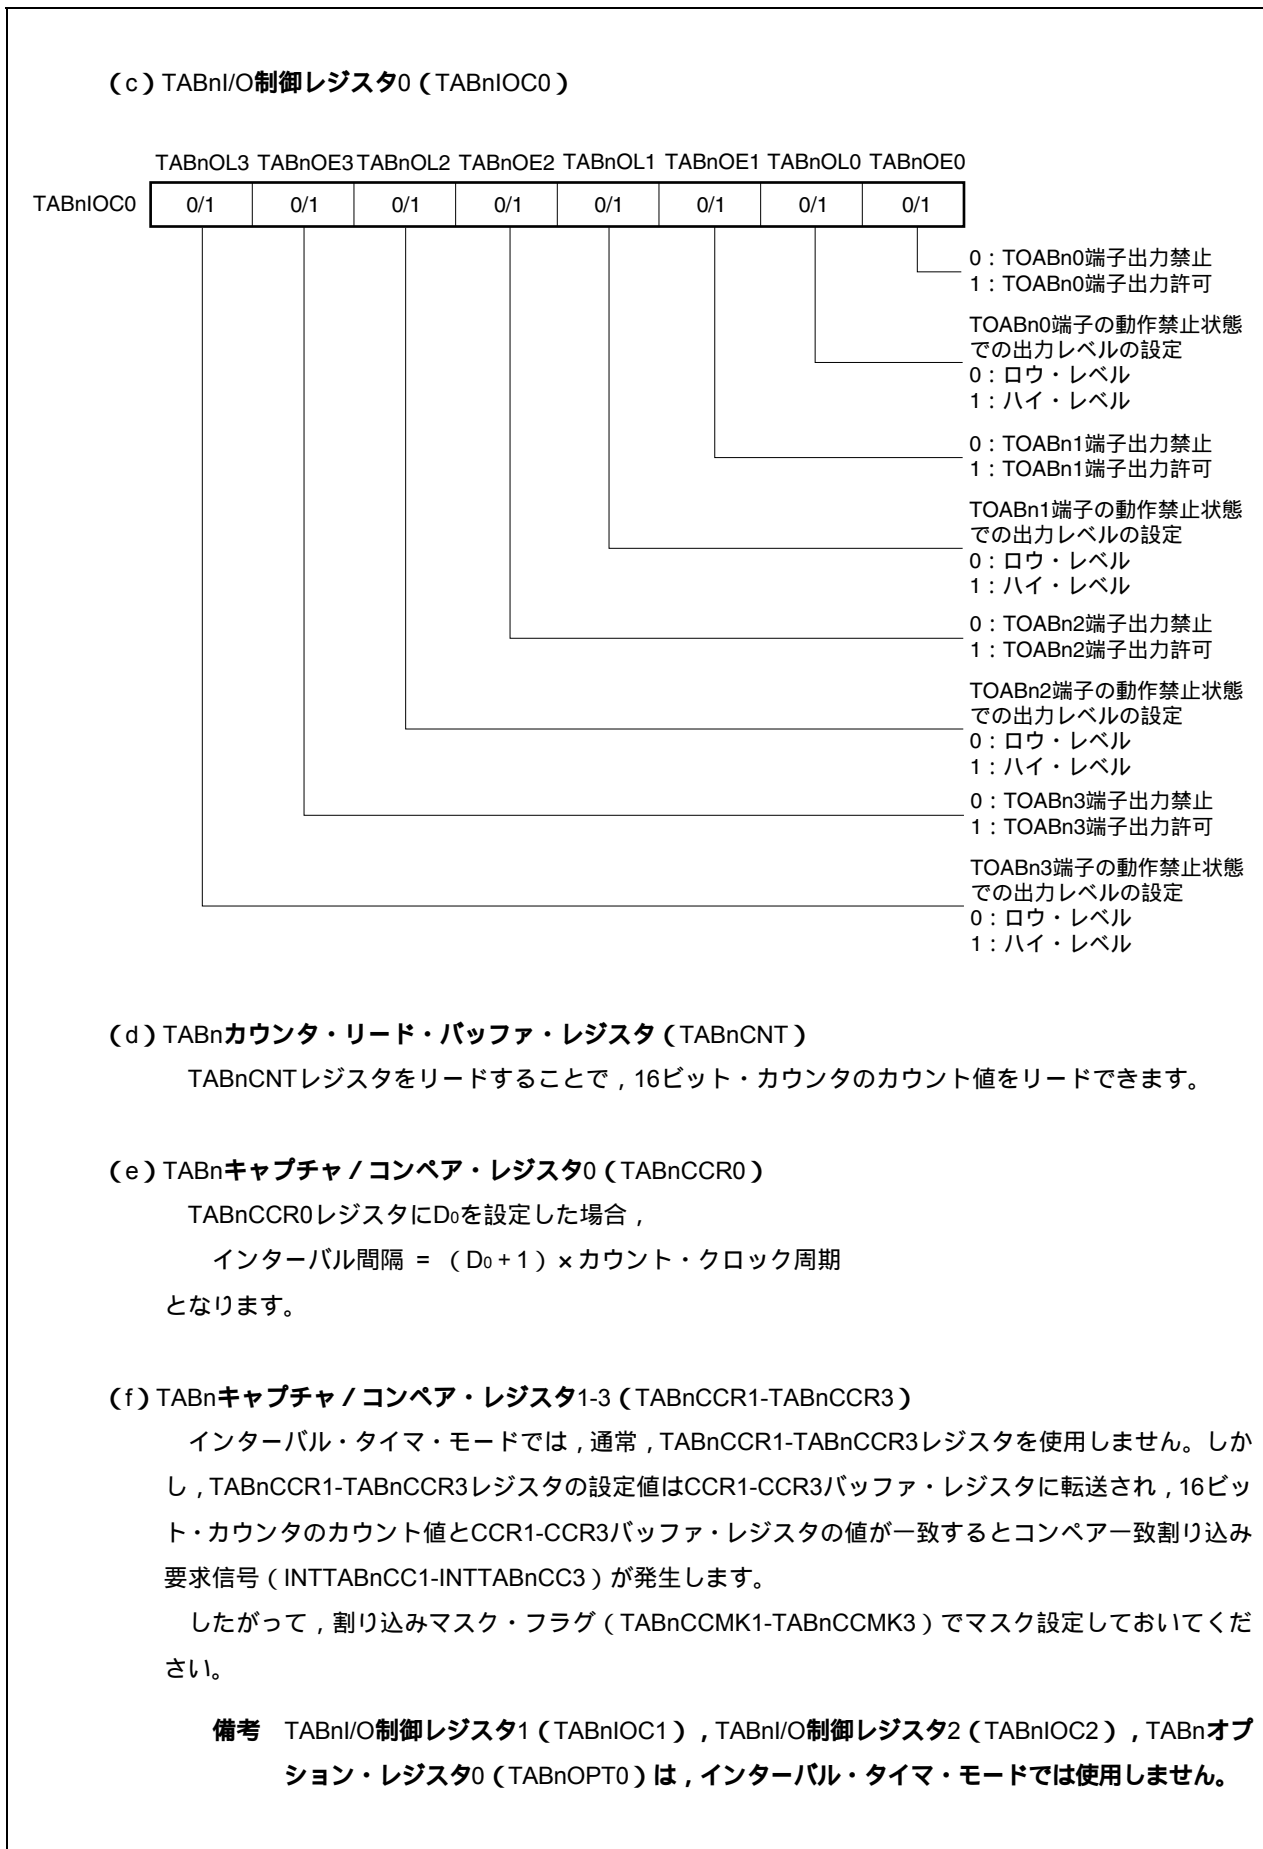 (c) TABnI/O制御レジスタ0 (TABnIOC0)
TABnOL3 TABnOE3 TABnOL2 TABnOE2 TABnOL1 TABnOE1 TABnOL0 TABnOE0
TABnIOC0 0/1 0/1 0/1 0/1 0/1 0/1 0/1 0/1
0：TOABn0端子出力禁止
1：TOABn0端子出力許可
TOABn0端子の動作禁止状態
での出力レベルの設定
0：ロウ・レベル
1：ハイ・レベル
0：TOABn1端子出力禁止
1：TOABn1端子出力許可
TOABn1端子の動作禁止状態
での出力レベルの設定
0：ロウ・レベル
1：ハイ・レベル
0：TOABn2端子出力禁止
1：TOABn2端子出力許可
TOABn2端子の動作禁止状態
での出力レベルの設定
0：ロウ・レベル
1：ハイ・レベル
0：TOABn3端子出力禁止
1：TOABn3端子出力許可
TOABn3端子の動作禁止状態
での出力レベルの設定
0：ロウ・レベル
1：ハイ・レベル
(d) TABnカウンタ・リード・バッファ・レジスタ (TABnCNT)
TABnCNTレジスタをリードすることで，16ビット・カウンタのカウント値をリードできます。
(e) TABnキャプチャ／コンペア・レジスタ0 (TABnCCR0)
TABnCCR0レジスタにD0を設定した場合，
インターバル間隔 = （D0＋1）×カウント・クロック周期
となります。
(f) TABnキャプチャ／コンペア・レジスタ1-3 (TABnCCR1-TABnCCR3)
インターバル・タイマ・モードでは，通常，TABnCCR1-TABnCCR3レジスタを使用しません。しか
し，TABnCCR1-TABnCCR3レジスタの設定値はCCR1-CCR3バッファ・レジスタに転送され，16ビッ
ト・カウンタのカウント値とCCR1-CCR3バッファ・レジスタの値が一致するとコンペア一致割り込み
要求信号（INTTABnCC1-INTTABnCC3）が発生します。
したがって，割り込みマスク・フラグ（TABnCCMK1-TABnCCMK3）でマスク設定しておいてくだ
さい。
備考 TABnI/O制御レジスタ1（TABnIOC1），TABnI/O制御レジスタ2（TABnIOC2），TABnオプ
ション・レジスタ0（TABnOPT0）は，インターバル・タイマ・モードでは使用しません。